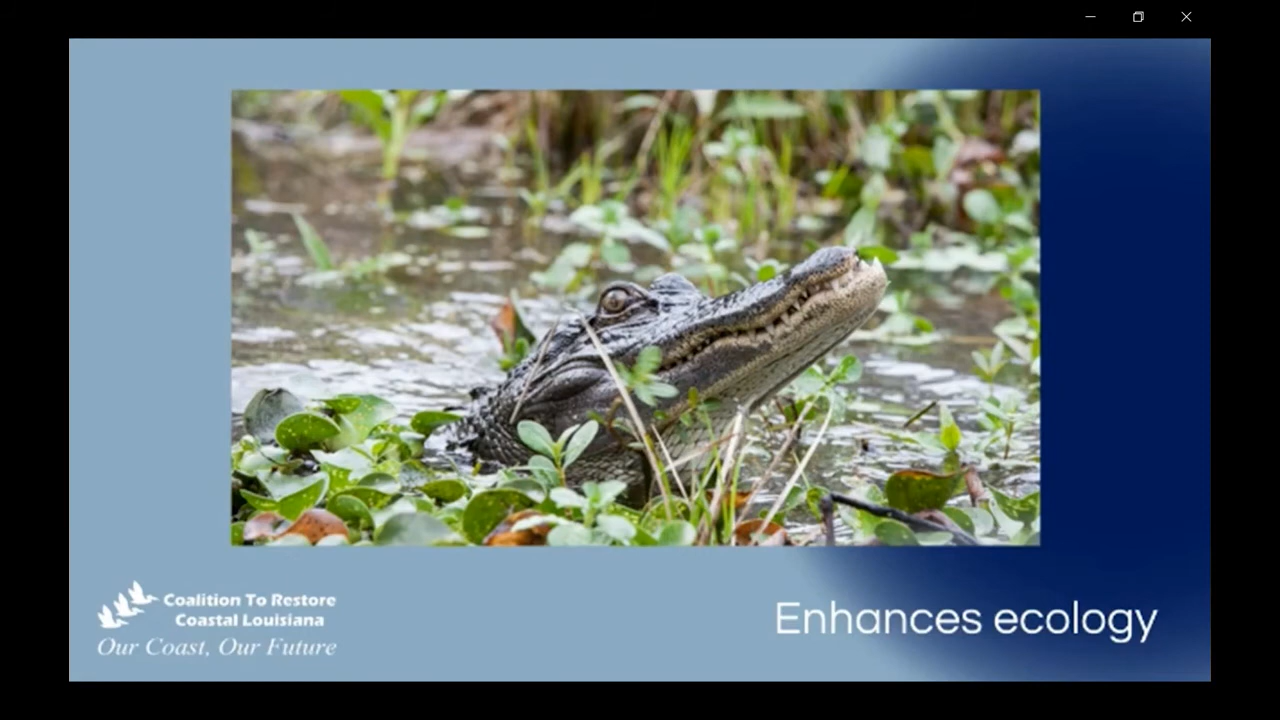 Coalition To Restore
Coastal Louisiana
Our Coast, Our Future
Enhances ecology